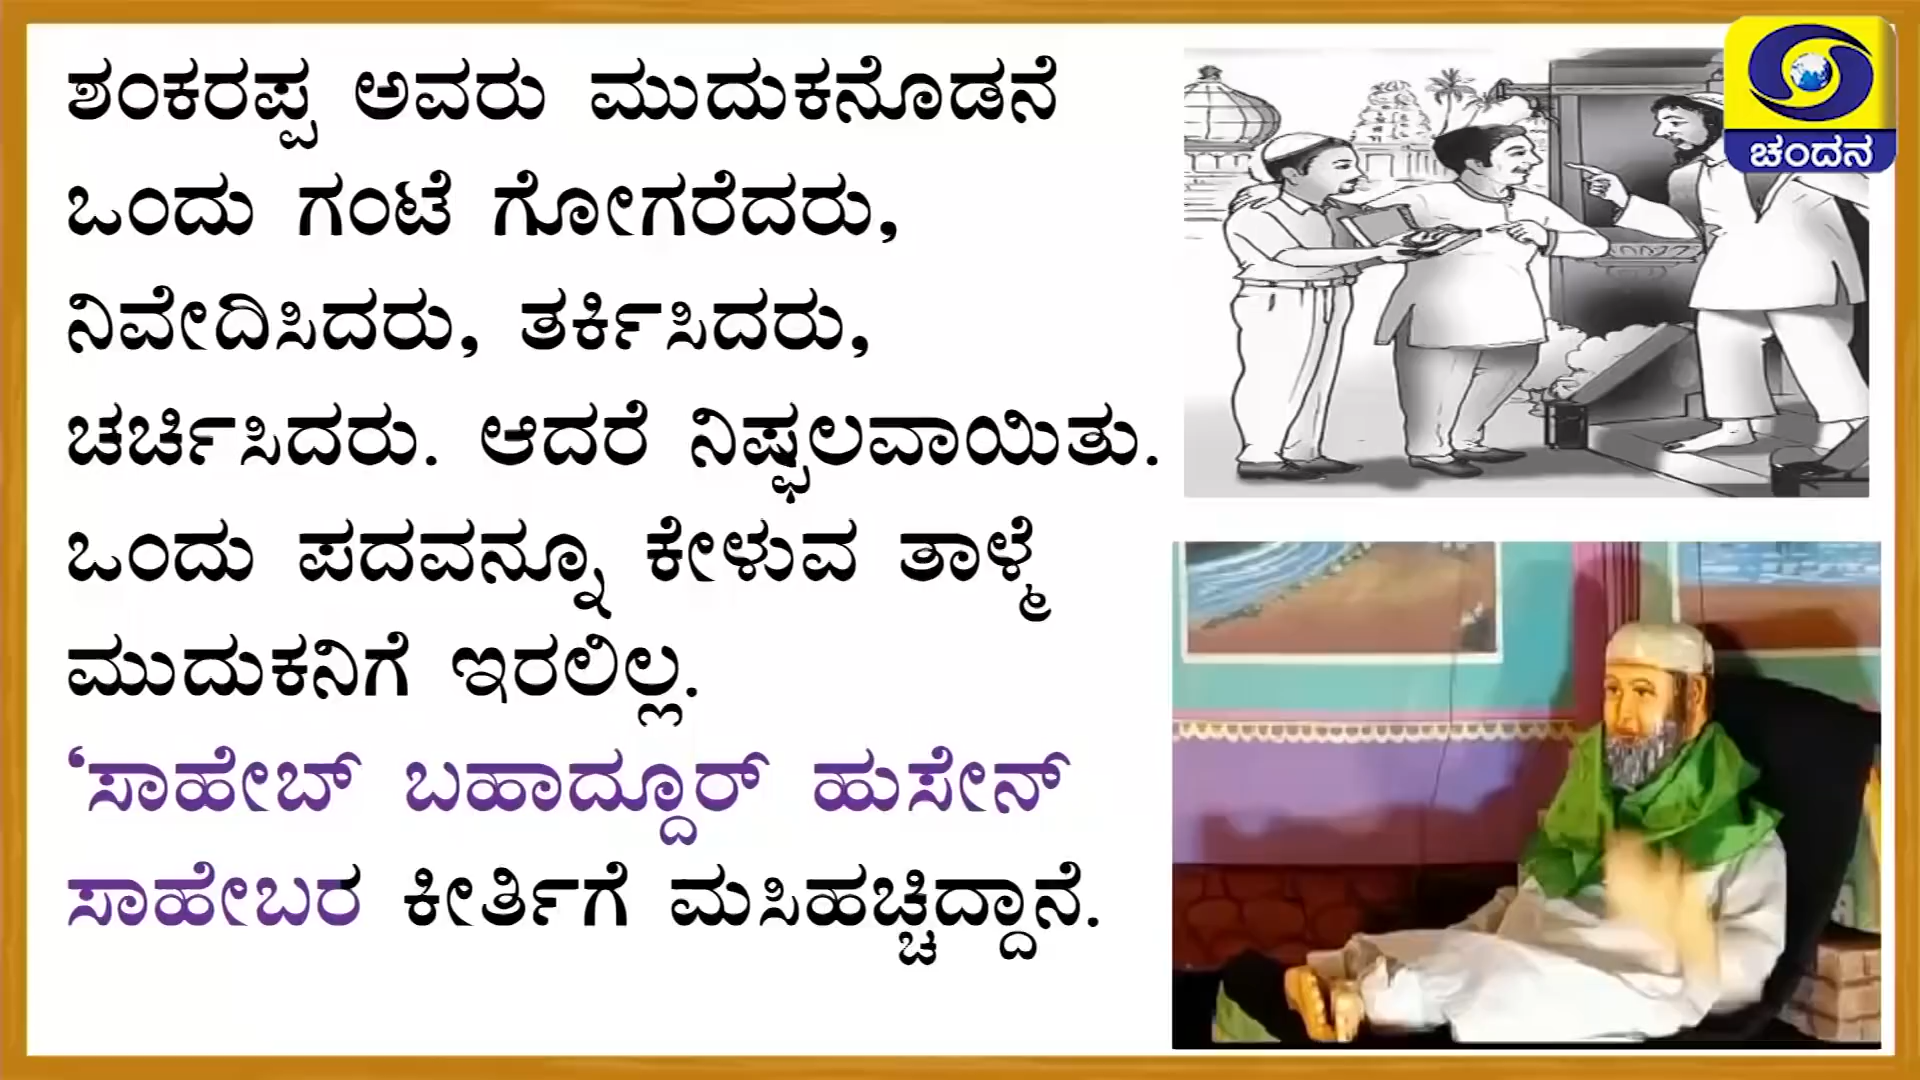 ಶಂಕರಪ್ಪ ಅವರು ಮುದುಕನೊಡನೆ
ಒಂದು ಗಂಟೆ ಗೋಗರೆದರು,
ನಿವೇದಿಸಿದರು, ತರ್ಕಿಸಿದರು,
ಚರ್ಚಿಸಿದರು. ಆದರೆ ನಿಷ್ಫಲವಾಯಿತು.
ಒಂದು ಪದವನ್ನೂ ಕೇಳುವ ತಾಳ್ಮೆ
ಮುದುಕನಿಗೆ ಇರಲಿಲ್ಲ.
‘ಸಾಹೇಬ್ ಬಹಾದ್ದೂರ್ ಹುಸೇನ್
ಸಾಹೇಬರ ಕೀರ್ತಿಗೆ ಮಸಿಹಚ್ಚಿದ್ದಾನೆ.
ಚಂದನ